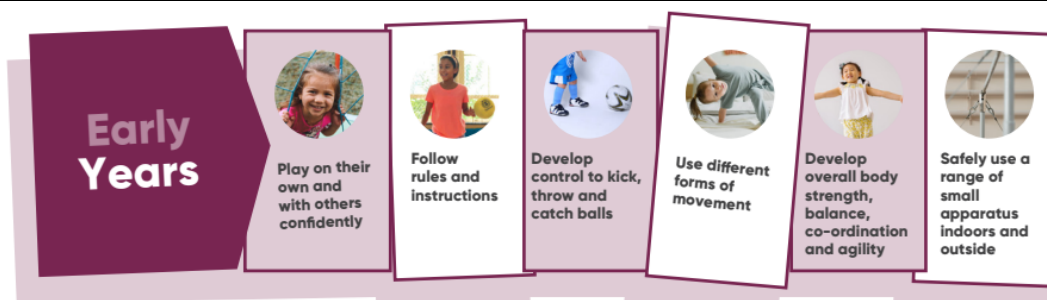 Early
Years
Play on their
own and
with others
confidently
Follow
rules and
instructions
Develop
control to kick,
throw and
catch balls
Use different
forms of
movement
Develop
overall body
strength,
balance,
co-ordination
and agility
Safely use a
range of
small
apparatus
indoors and
outside